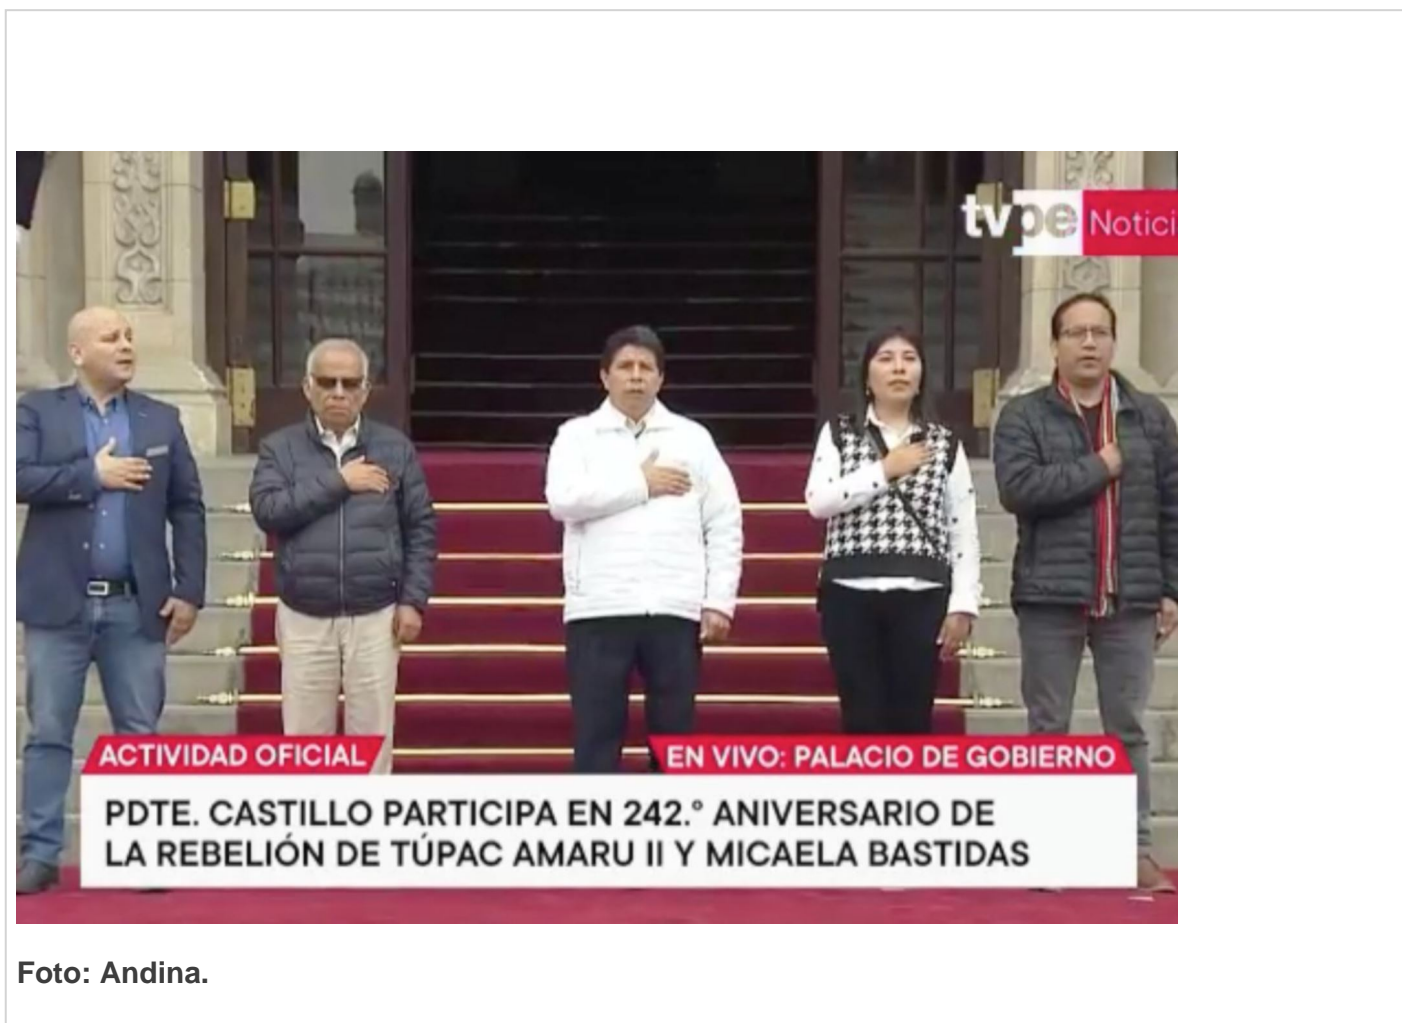 tvpe Notici
ACTIVIDAD OFICIAL
EN VIVO: PALACIO DE GOBIERNO
PDTE. CASTILLO PARTICIPA EN 242.° ANIVERSARIO DE
LA REBELIÓN DE TÚPAC AMARU II Y MICAELA BASTIDAS
Foto: Andina.